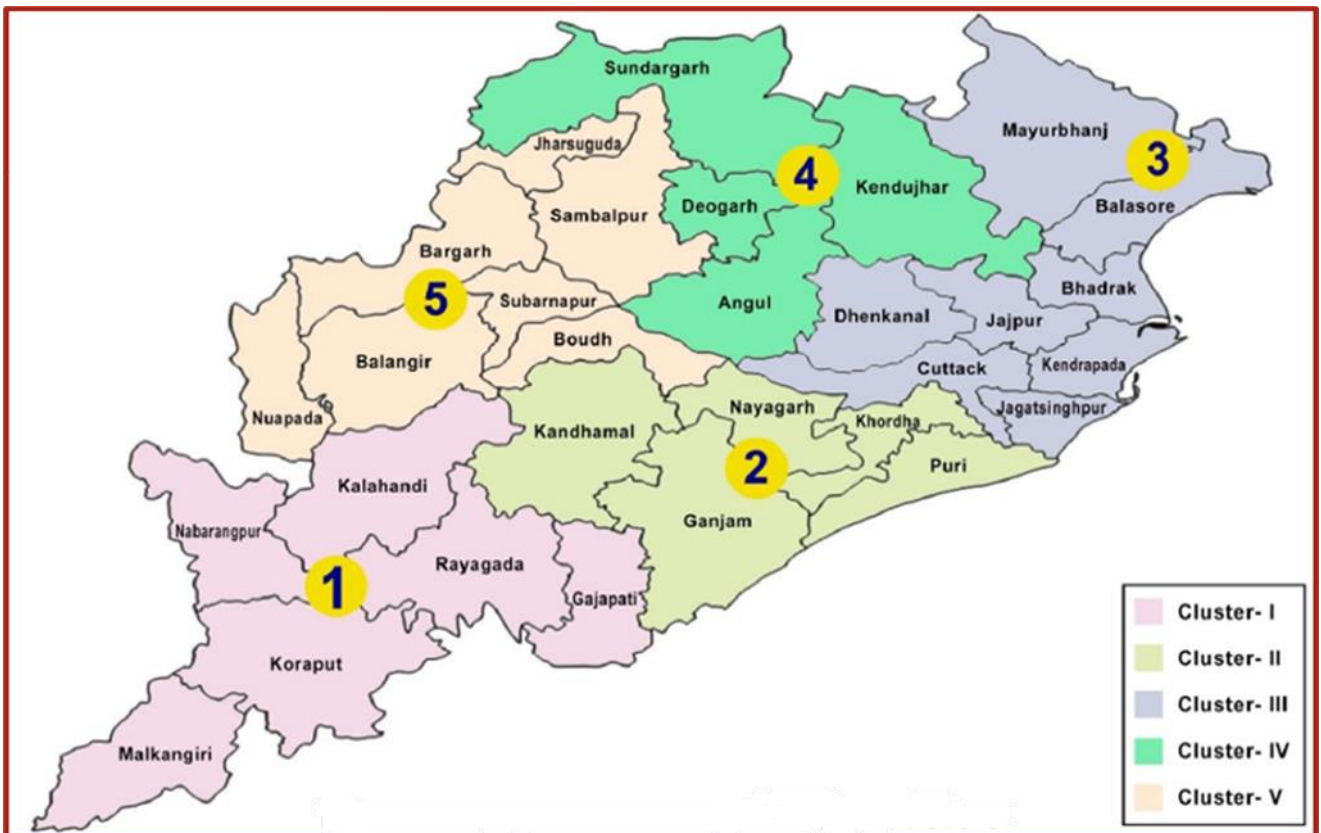 Sundargarh
Jharsuguda
Mayurbhanj
3
4
Kendujhar
Deogarh
Sambalpur
Balasore
Bargarh
5
Subarnapur
Angul
Bhadrak
Dhenkanal
Jajpur
Boudh
Balangir
Cuttack
Kendrapada
Nuapada
Nayagarh
Jagatsinghpur
Khordha
Kandhamal
2
Puri
Kalahandi
Ganjam
Nabarangpur
Rayagada
1
Gajapati
Koraput
Malkangiri
Cluster- I
Cluster- II
Cluster- III
Cluster- IV
Cluster- V